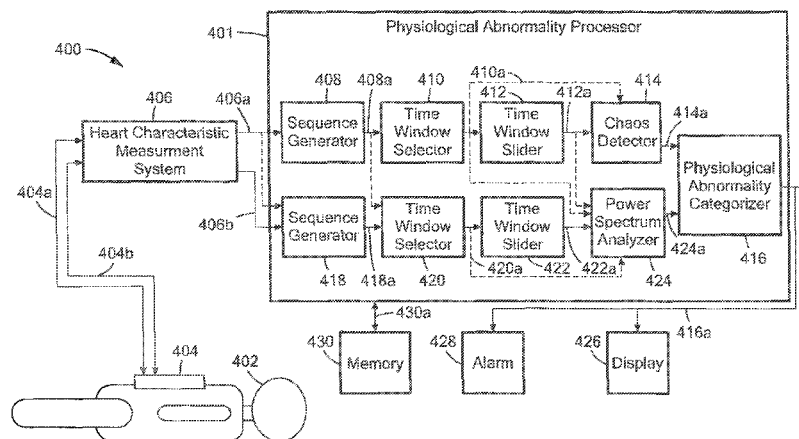 401
Physiological Abnormality Processor
400
406
406a
408
408a
410
410a
412
412a
414
414a
Heart Characteristic
Measurment
System
Sequence
Generator
Time
Window
Selector
Time
Window
Slider
Chaos
Detector
Physiological
Abnormality
Categorizer
416
404a
406b
404b
Sequence
Generator
Time
Window
Selector
Time
Window
Slider
Power
Spectrum
Analyzer
418
418a
420
420a
422
422a
424
424a
430a
416a
430
Memory
428
Alarm
426
Display
404
402